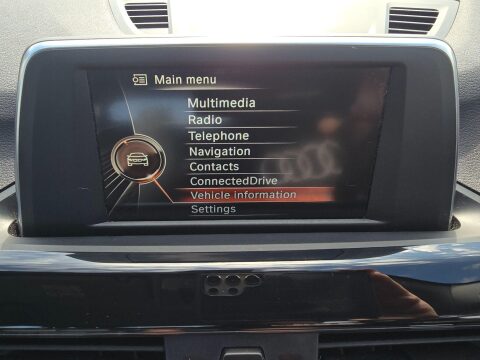 Main menu
Multimedia
Radio
Telephone
Navigation
Contacts
ConnectedDrive
Vehicle information
Settings